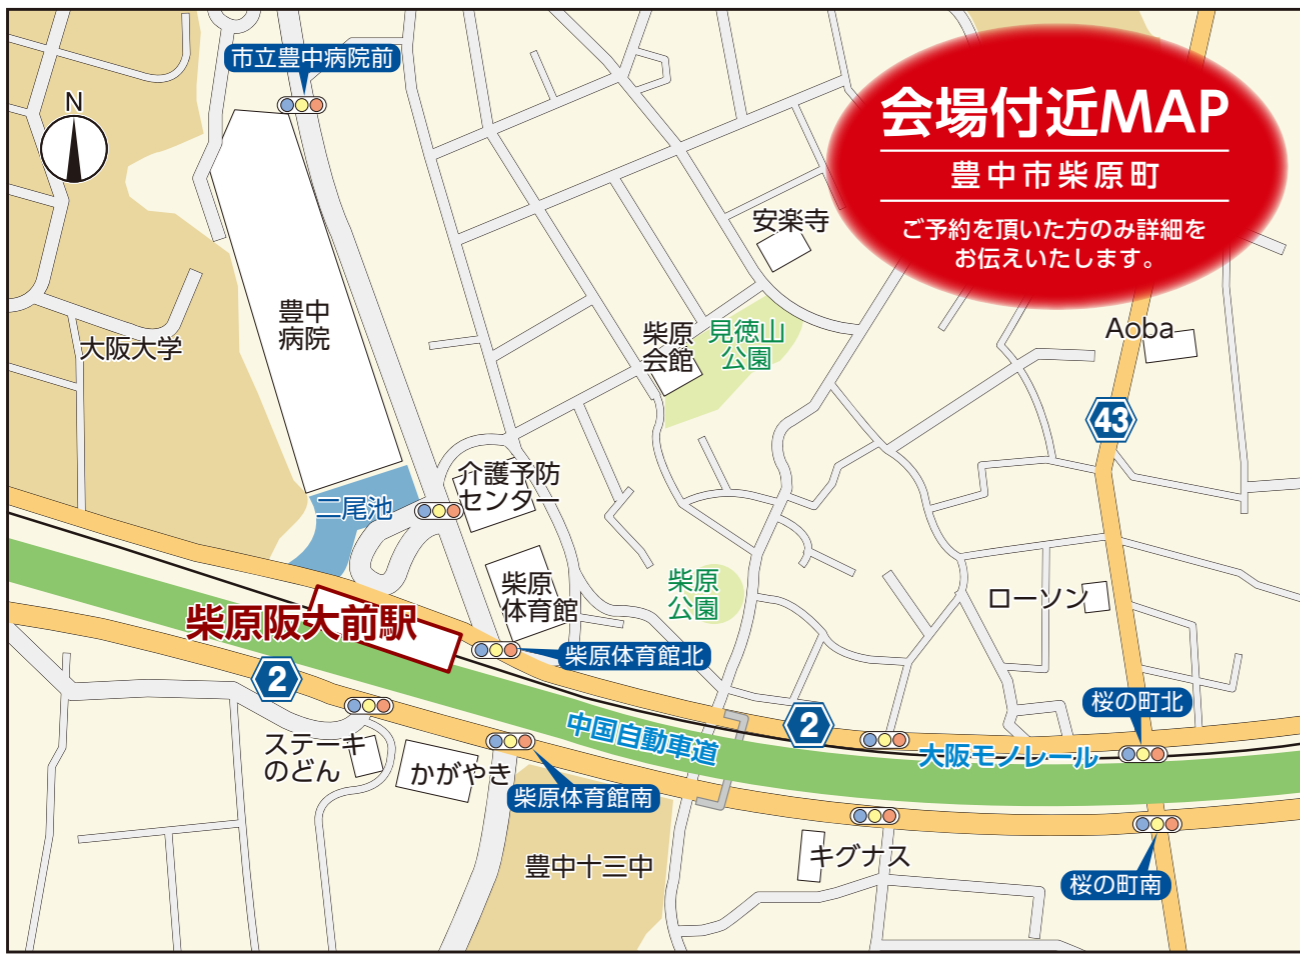 市立豊中病院前
N
会場付近MAP
豊中市柴原町
ご予約を頂いた方のみ詳細を
お伝えいたします。
安楽寺
豊中
病院
大阪大学
柴原
会館
見徳山
公園
Aoba
43
介護予防
センター
二尾池
柴原
体育館
柴原
公園
ローソン
柴原阪大前駅
柴原体育館北
2
桜の町北
2
中国自動車道
大阪モノレール
ステーキ
のどん
かがやき
柴原体育館南
豊中十三中
キグナス
桜の町南